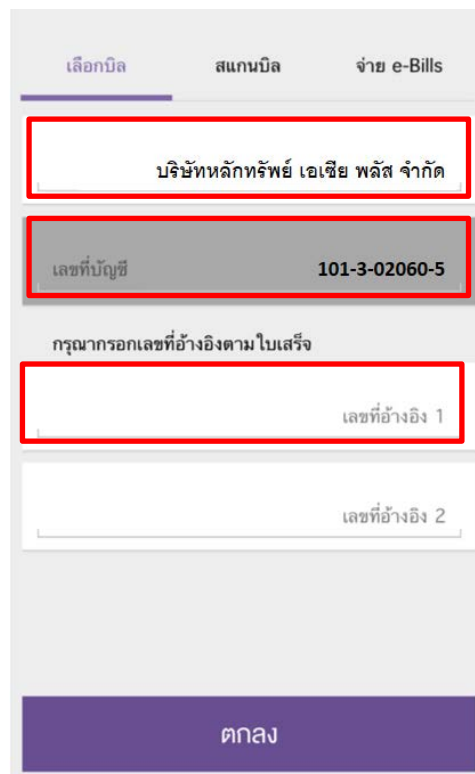 เลือกบิล สแกนบิล จ่าย e-Bills
บริษัทหลักทรัพย์ เอเซีย พลัส จำกัด
เลขที่บัญชี 101-3-02060-5
กรุณากรอกเลขที่อ้างอิงตามใบเสร็จ
เลขที่อ้างอิง 1
เลขที่อ้างอิง 2
ตกลง